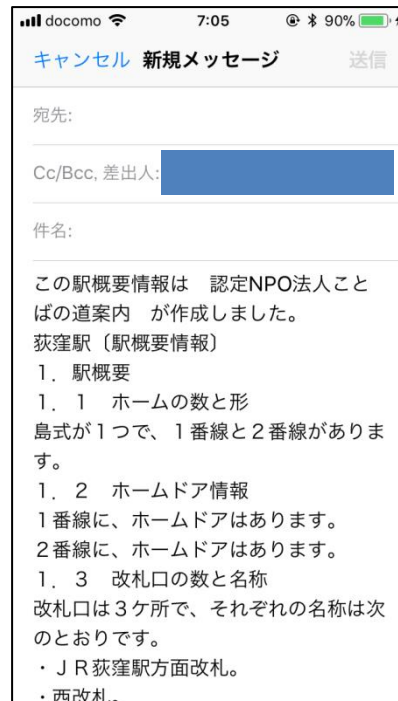 docomo 7:05 90%
キャンセル 新規メッセージ 送信
宛先:
Cc/Bcc, 差出人:
件名:
この駅概要情報は　認定NPO法人こと
ばの道案内　が作成しました。
荻窪駅〔駅概要情報〕
１．駅概要
１．１　ホームの数と形
島式が１つで、１番線と２番線がありま
す。
１．２　ホームドア情報
１番線に、ホームドアはあります。
２番線に、ホームドアはあります。
１．３　改札口の数と名称
改札口は３ケ所で、それぞれの名称は次
のとおりです。
・ＪＲ荻窪駅方面改札。
・西改札。